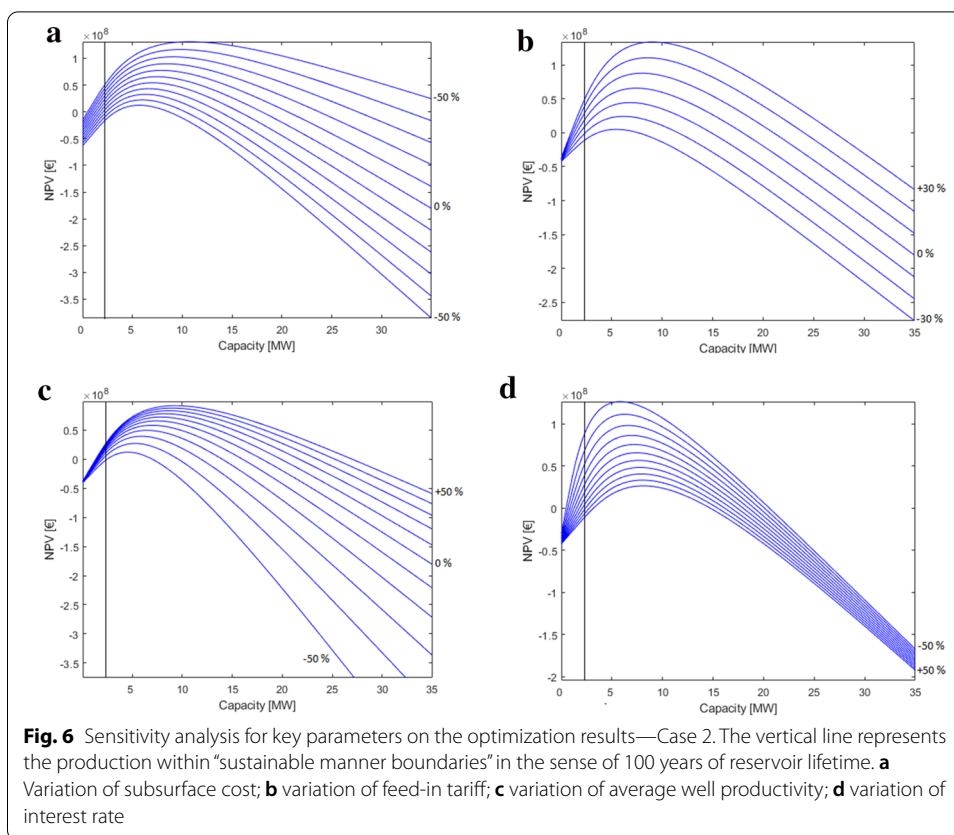 a
×10⁸
1
0.5
0
-0.5
-1
-1.5
-2
-2.5
-3
-3.5
NPV [€]
0 5 10 15 20 25 30
Capacity [MW]
-50 %
0 %
-50 %
b
×10⁸
1
0.5
0
-0.5
-1
-1.5
-2
-2.5
NPV [€]
0 5 10 15 20 25 30 35
Capacity [MW]
+30 %
0 %
-30 %
c
×10⁸
0.5
0
-0.5
-1
-1.5
-2
-2.5
-3
-3.5
NPV [€]
5 10 15 20 25 30 35
Capacity [MW]
+50 %
0 %
-50 %
d
×10⁸
1
0.5
0
-0.5
-1
-1.5
-2
NPV [€]
0 5 10 15 20 25 30 35
Capacity [MW]
-50 %
+50 %
Fig. 6 Sensitivity analysis for key parameters on the optimization results—Case 2. The vertical line represents
the production within “sustainable manner boundaries” in the sense of 100 years of reservoir lifetime. a
Variation of subsurface cost; b variation of feed-in tariff; c variation of average well productivity; d variation of
interest rate